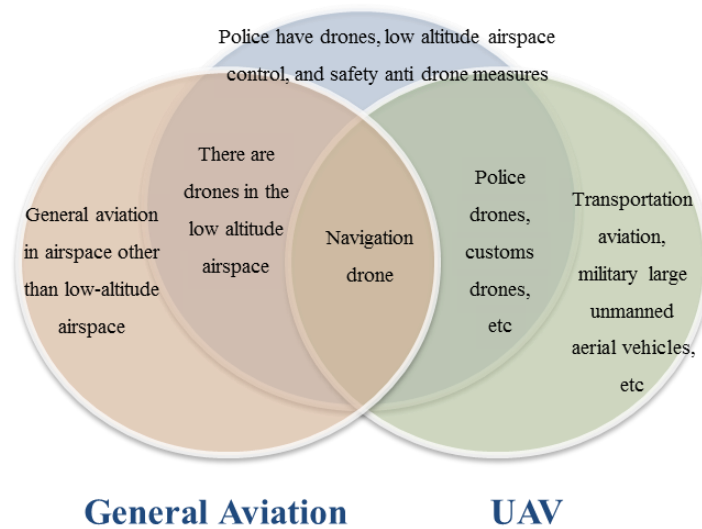 Police have drones, low altitude airspace
control, and safety anti drone measures
There are
drones in the
low altitude
airspace
General aviation
in airspace other
than low-altitude
airspace
Navigation
drone
Police
drones,
customs
drones,
etc
Transportation
aviation,
military large
unmanned
aerial vehicles,
etc
General Aviation
UAV